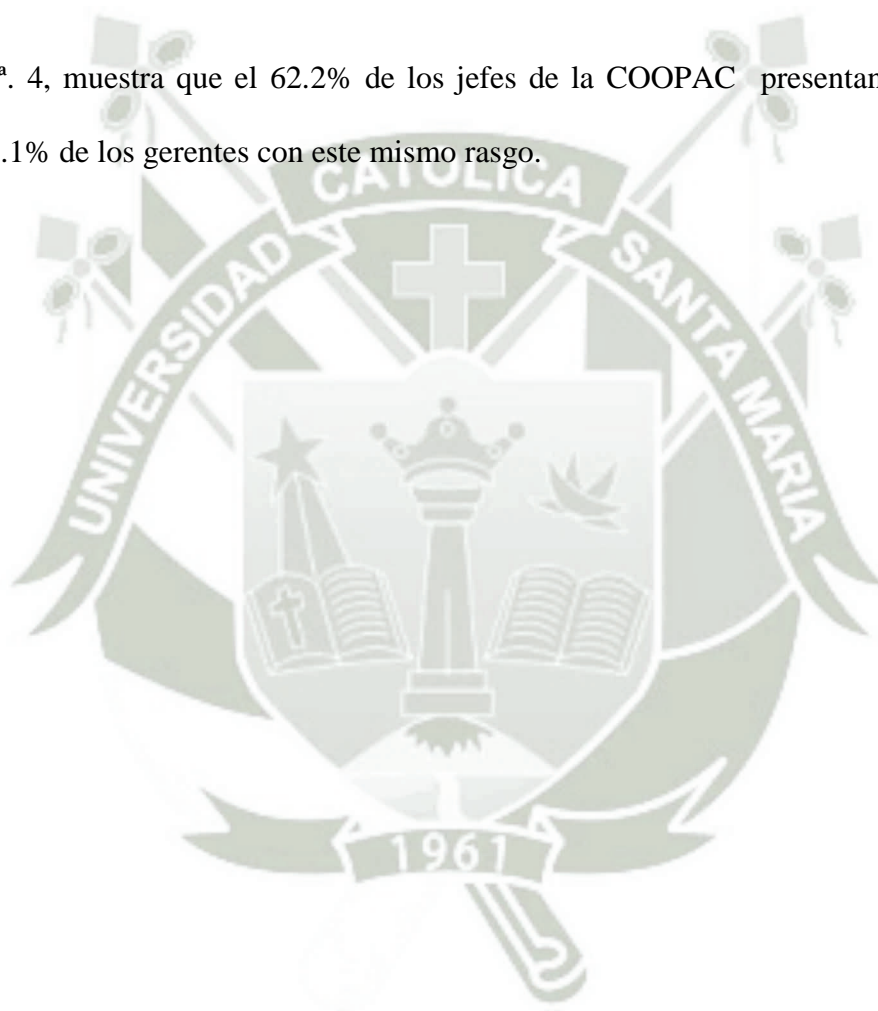 ª. 4, muestra que el 62.2% de los jefes de la COOPAC presentan
.1% de los gerentes con este mismo rasgo.
UNIVERSIDAD CATOLICA SANTA MARIA
1961